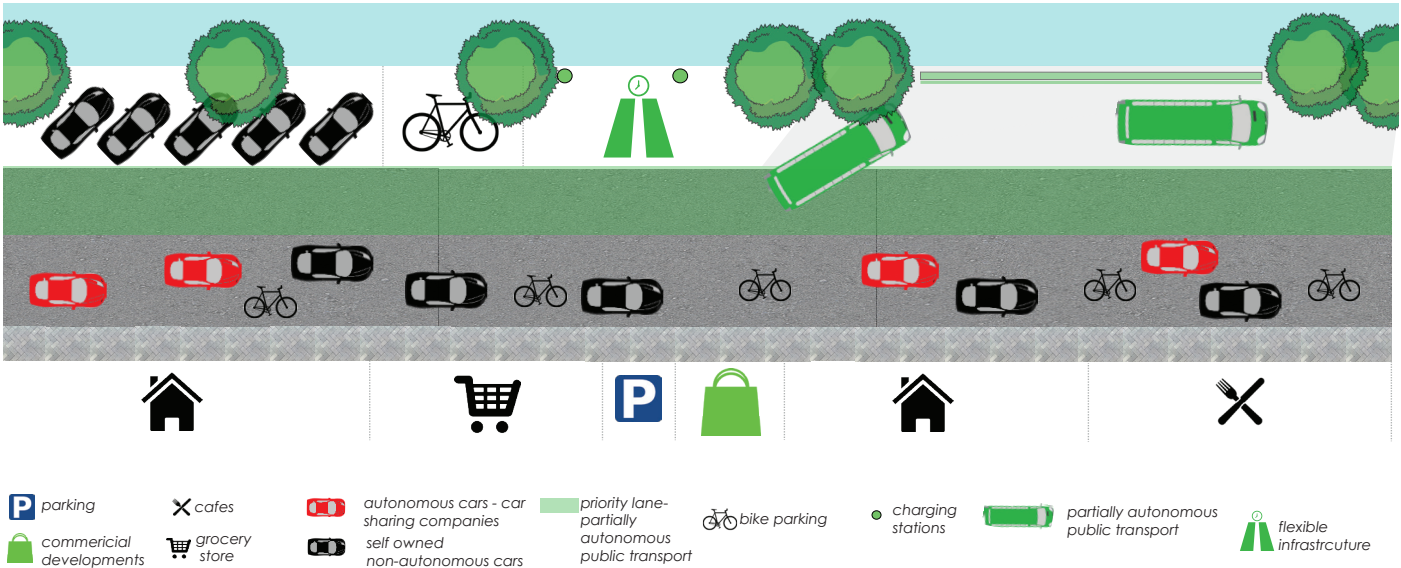 P
P parking
commericial
developments
cafes
grocery
store
autonomous cars - car
sharing companies
self owned
non-autonomous cars
priority lane-
partially
autonomous
public transport
bike parking
charging
stations
partially autonomous
public transport
flexible
infrastrcuture